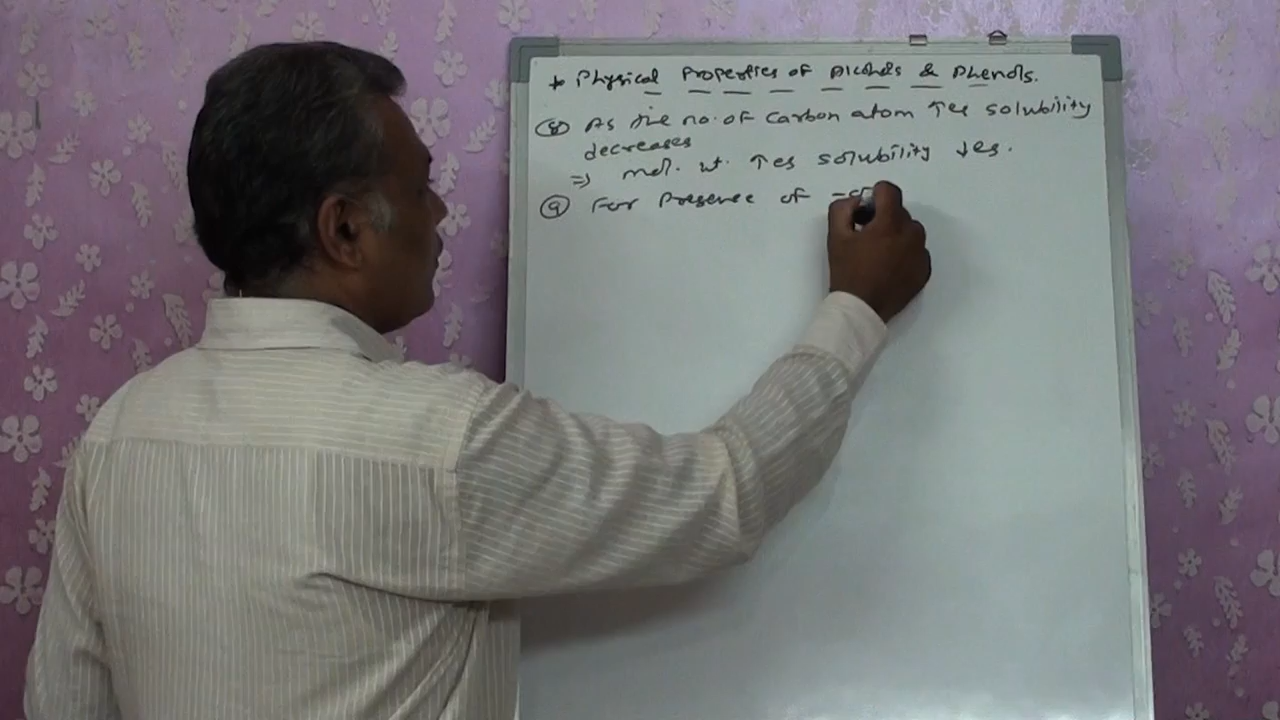 * Physical Properties of Alcohols & Phenols.
⑧ As the no. of Carbon atom ↑es solubility
decreases
⇒ mol. wt. ↑es solubility ↓es.
⑨ For Presence of